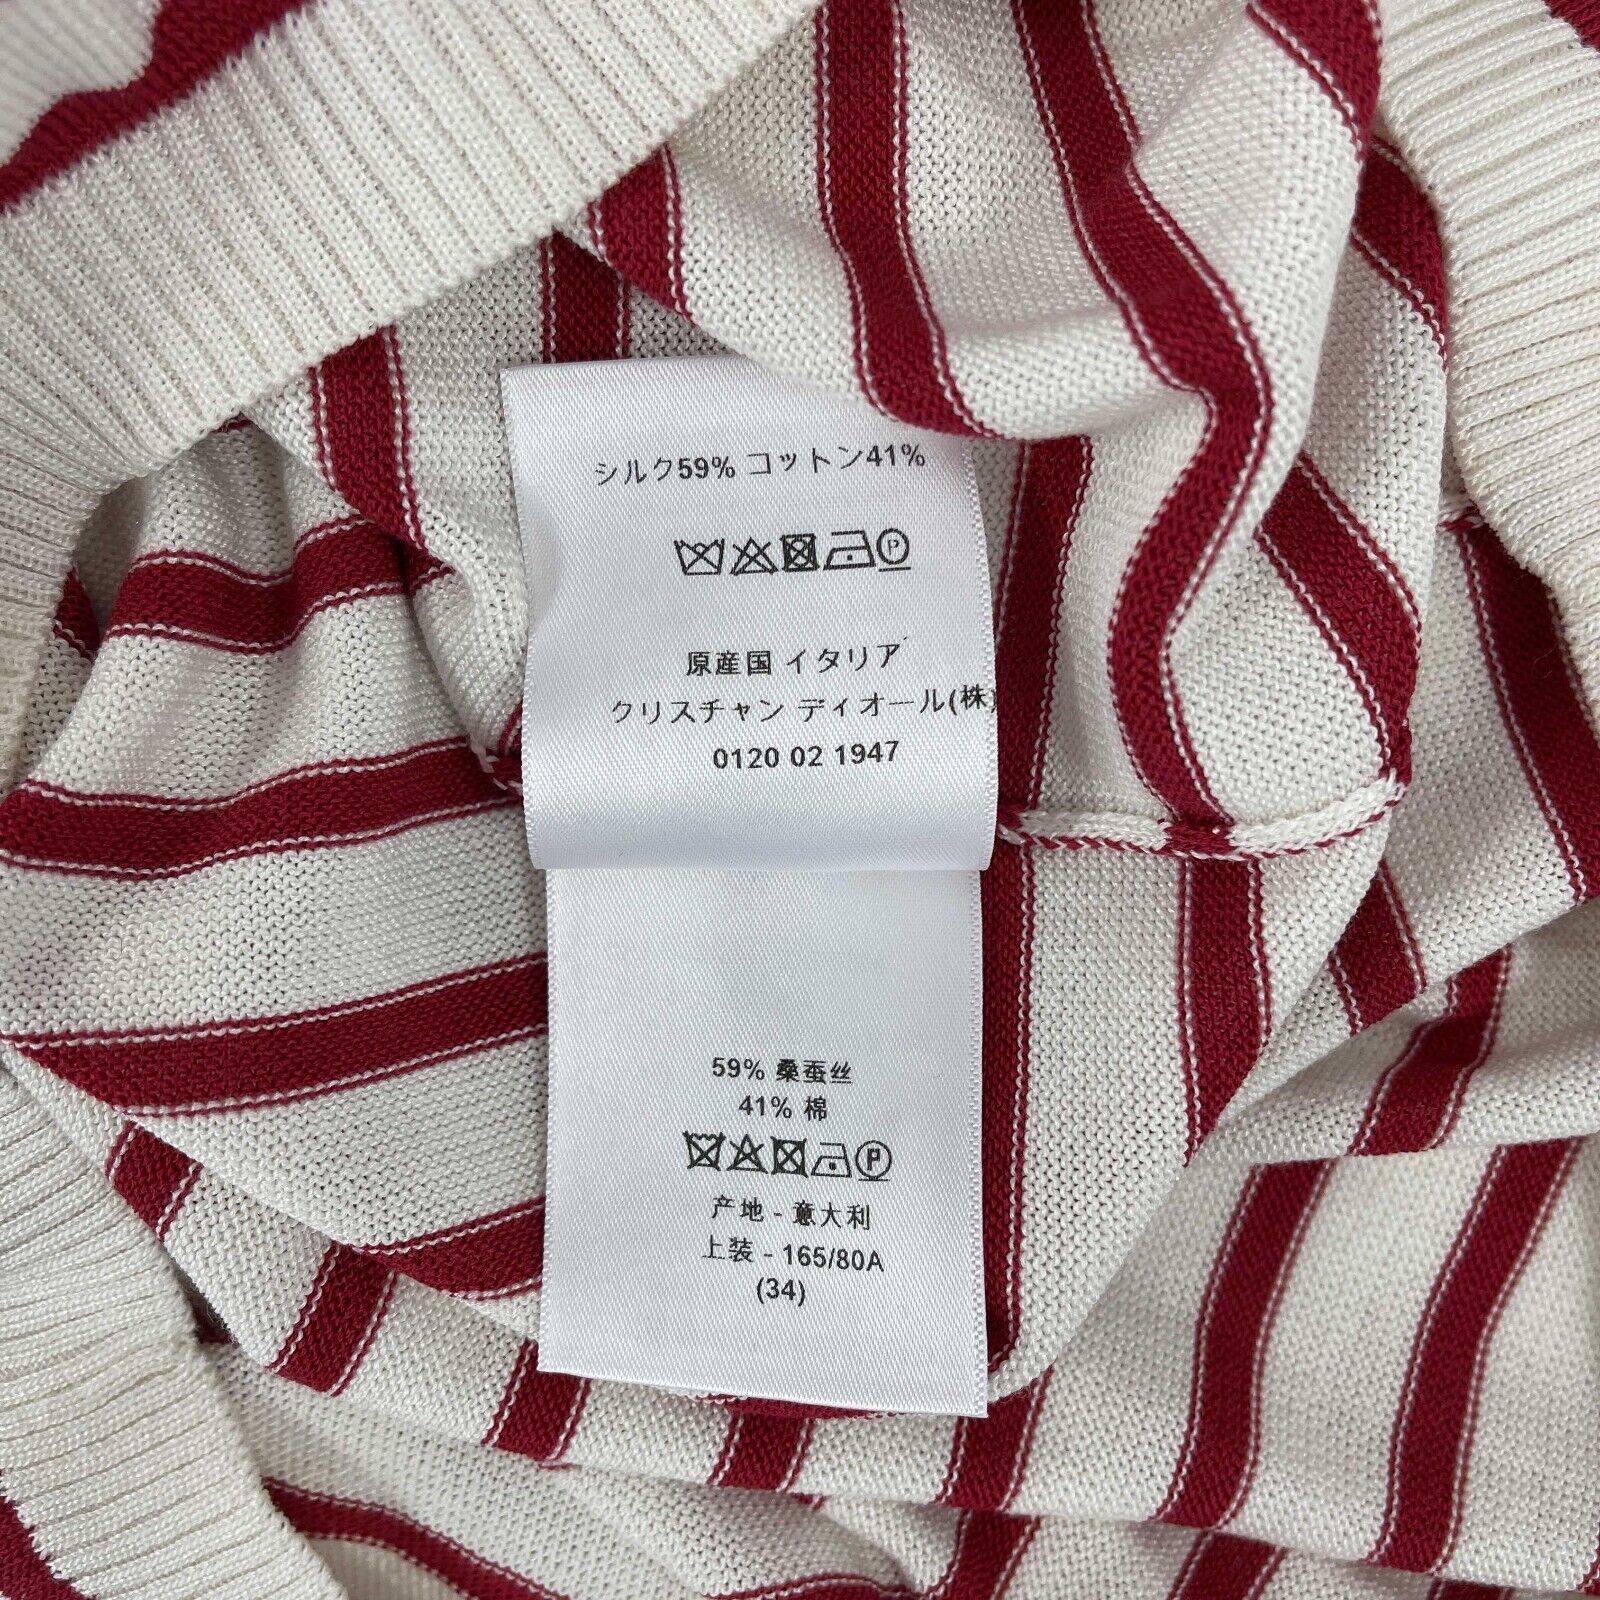 シルク59% コットン41%
P
原産国 イタリア
クリスチャン ディオール(株)
0120 02 1947
59% 桑蚕丝
41% 棉
P
产地 - 意大利
上装 - 165/80A
(34)